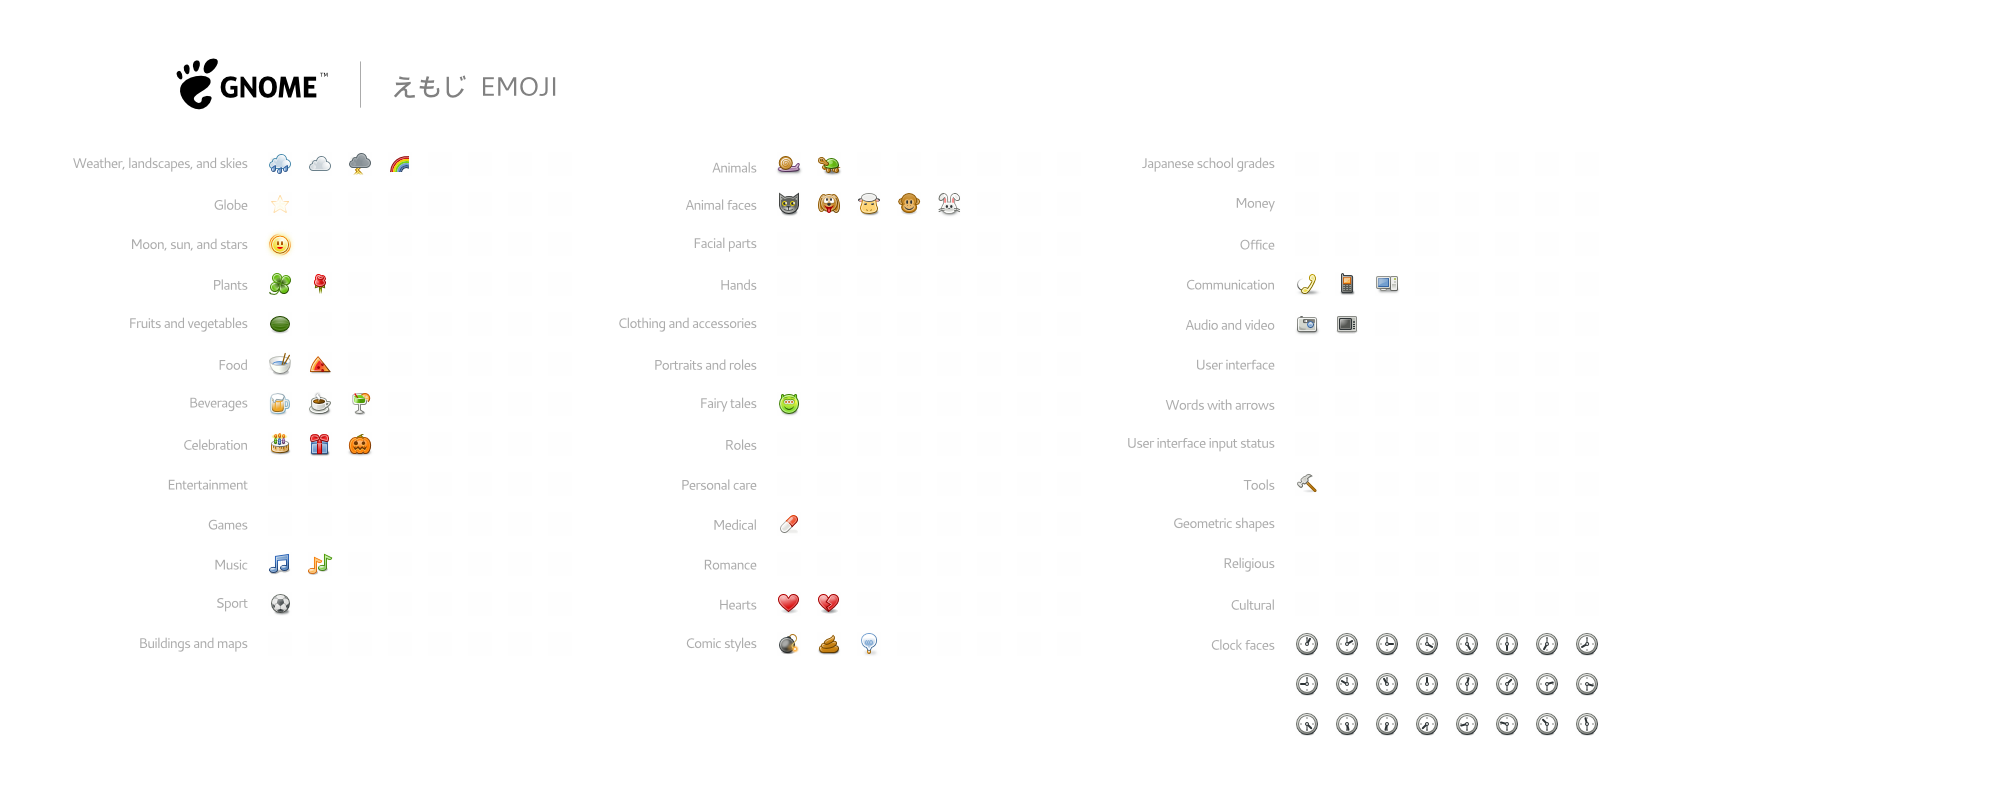 GNOME™
えもじ EMOJI
Weather, landscapes, and skies
Globe
Moon, sun, and stars
Plants
Fruits and vegetables
Food
Beverages
Celebration
Entertainment
Games
Music
Sport
Buildings and maps
Animals
Animal faces
Facial parts
Hands
Clothing and accessories
Portraits and roles
Fairy tales
Roles
Personal care
Medical
Romance
Hearts
Comic styles
Japanese school grades
Money
Office
Communication
Audio and video
User interface
Words with arrows
User interface input status
Tools
Geometric shapes
Religious
Cultural
Clock faces